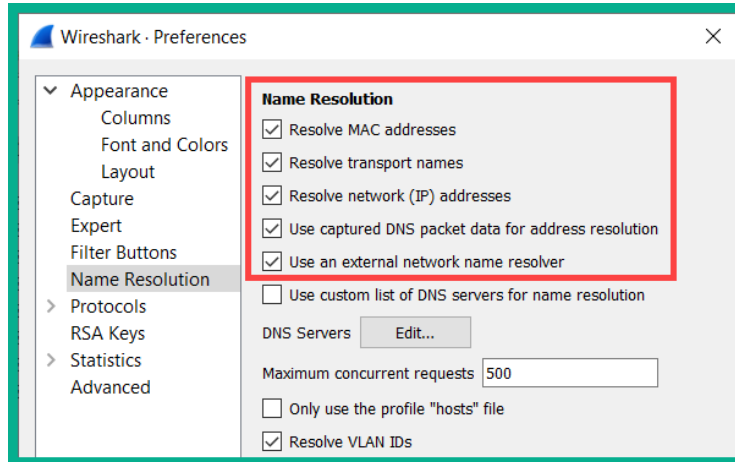 Wireshark · Preferences
Appearance
Columns
Font and Colors
Layout
Capture
Expert
Filter Buttons
Name Resolution
Protocols
RSA Keys
Statistics
Advanced
Name Resolution
Resolve MAC addresses
Resolve transport names
Resolve network (IP) addresses
Use captured DNS packet data for address resolution
Use an external network name resolver
Use custom list of DNS servers for name resolution
DNS Servers Edit...
Maximum concurrent requests 500
Only use the profile "hosts" file
Resolve VLAN IDs